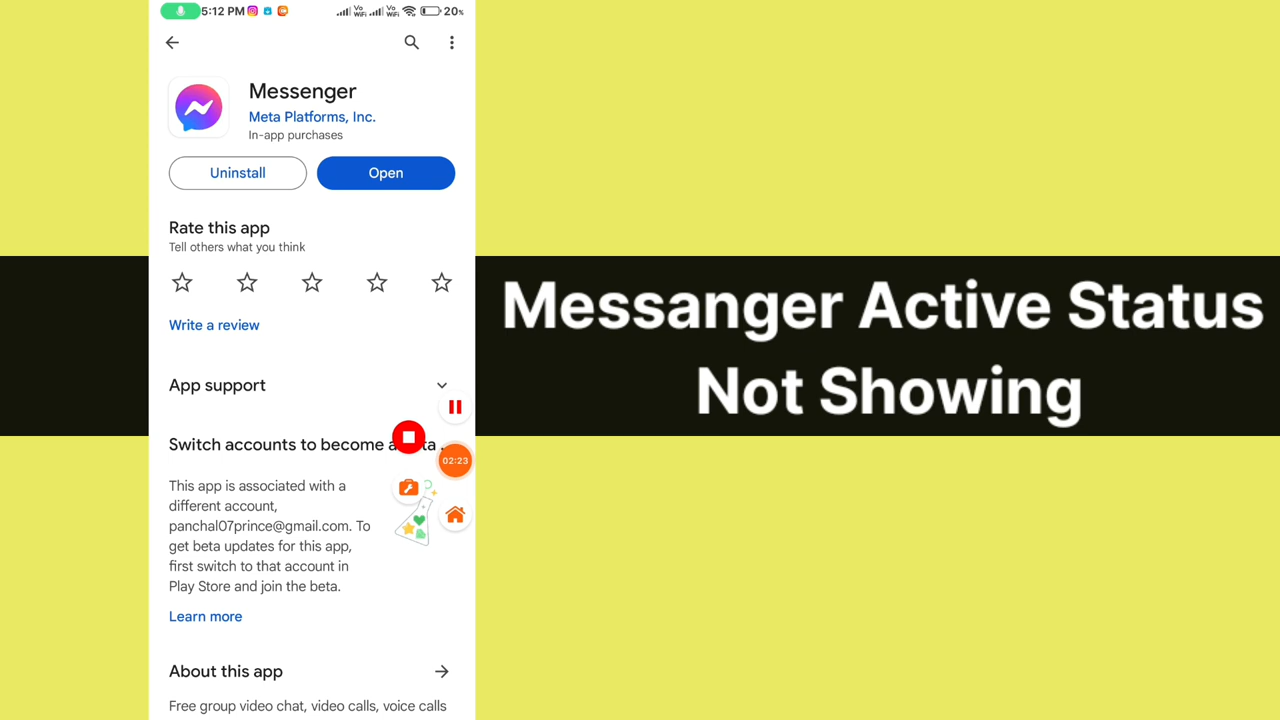 5:12 PM
Vo WiFi
Vo WiFi
20%
Messenger
Meta Platforms, Inc.
In-app purchases
Uninstall
Open
Rate this app
Tell others what you think
Write a review
App support
Switch accounts to become a
02:23
This app is associated with a
different account,
panchal07prince@gmail.com. To
get beta updates for this app,
first switch to that account in
Play Store and join the beta.
Learn more
About this app
Free group video chat, video calls, voice calls
Messanger Active Status
Not Showing